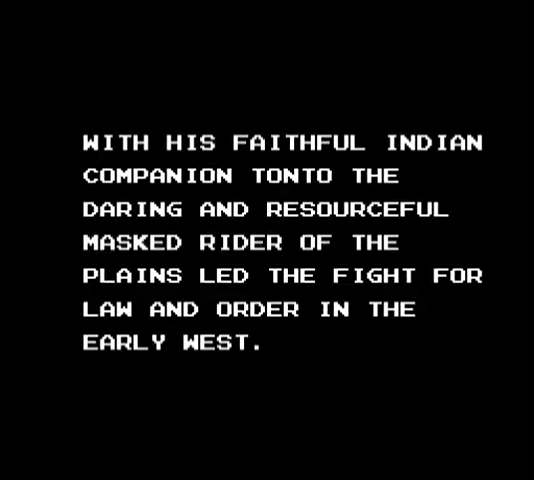 WITH HIS FAITHFUL INDIAN
COMPANION TONTO THE
DARING AND RESOURCEFUL
MASKED RIDER OF THE
PLAINS LED THE FIGHT FOR
LAW AND ORDER IN THE
EARLY WEST.